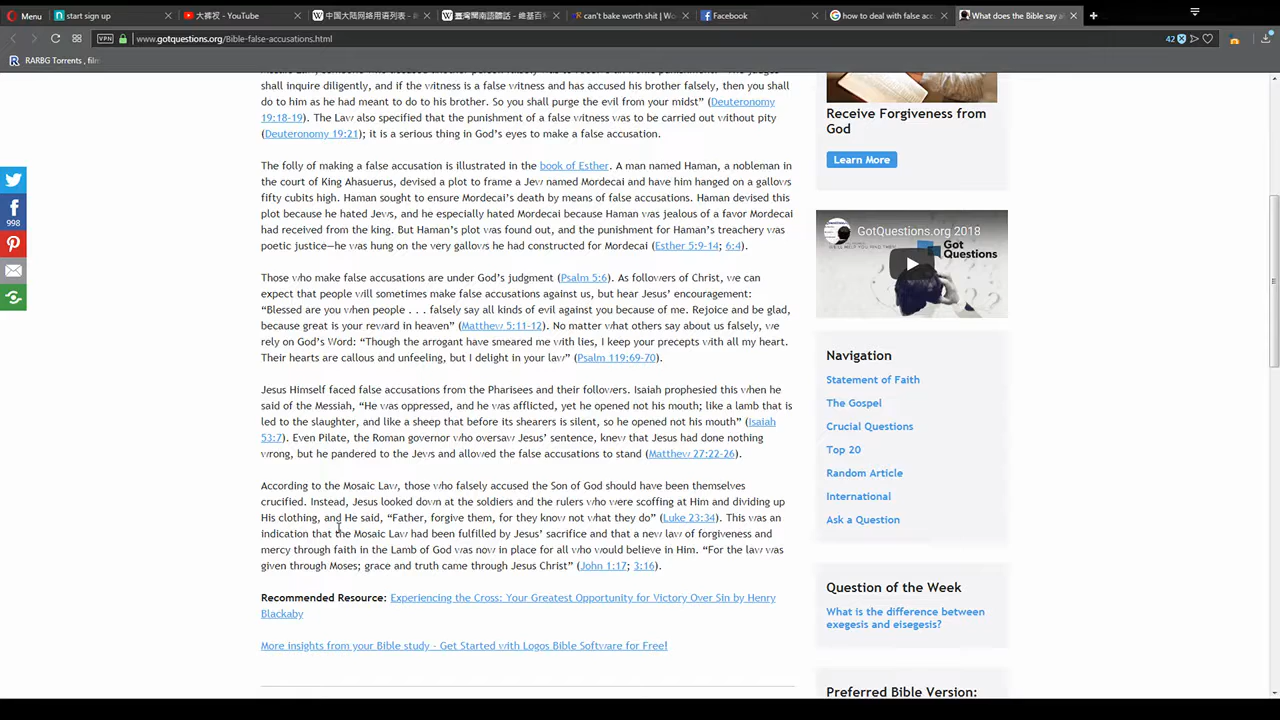 Menu
start sign up
大裤衩 - YouTube
中国大陆网络用语列表 -
臺灣閩南語髒話 - 維基百科
can't bake worth shit | Wo
Facebook
how to deal with false acc
What does the Bible say a
VPN
www.gotquestions.org/Bible-false-accusations.html
42
RARBG Torrents , film
shall inquire diligently, and if the witness is a false witness and has accused his brother falsely, then you shall
do to him as he had meant to do to his brother. So you shall purge the evil from your midst” (Deuteronomy
19:18-19). The Law also specified that the punishment of a false witness was to be carried out without pity
(Deuteronomy 19:21); it is a serious thing in God’s eyes to make a false accusation.
The folly of making a false accusation is illustrated in the book of Esther. A man named Haman, a nobleman in
the court of King Ahasuerus, devised a plot to frame a Jew named Mordecai and have him hanged on a gallows
fifty cubits high. Haman sought to ensure Mordecai’s death by means of false accusations. Haman devised this
plot because he hated Jews, and he especially hated Mordecai because Haman was jealous of a favor Mordecai
had received from the king. But Haman’s plot was found out, and the punishment for Haman’s treachery was
poetic justice—he was hung on the very gallows he had constructed for Mordecai (Esther 5:9-14; 6:4).
Those who make false accusations are under God’s judgment (Psalm 5:6). As followers of Christ, we can
expect that people will sometimes make false accusations against us, but hear Jesus’ encouragement:
“Blessed are you when people . . . falsely say all kinds of evil against you because of me. Rejoice and be glad,
because great is your reward in heaven” (Matthew 5:11-12). No matter what others say about us falsely, we
rely on God’s Word: “Though the arrogant have smeared me with lies, I keep your precepts with all my heart.
Their hearts are callous and unfeeling, but I delight in your law” (Psalm 119:69-70).
Jesus Himself faced false accusations from the Pharisees and their followers. Isaiah prophesied this when he
said of the Messiah, “He was oppressed, and he was afflicted, yet he opened not his mouth; like a lamb that is
led to the slaughter, and like a sheep that before its shearers is silent, so he opened not his mouth” (Isaiah
53:7). Even Pilate, the Roman governor who oversaw Jesus’ sentence, knew that Jesus had done nothing
wrong, but he pandered to the Jews and allowed the false accusations to stand (Matthew 27:22-26).
According to the Mosaic Law, those who falsely accused the Son of God should have been themselves
crucified. Instead, Jesus looked down at the soldiers and the rulers who were scoffing at Him and dividing up
His clothing, and He said, “Father, forgive them, for they know not what they do” (Luke 23:34). This was an
indication that the Mosaic Law had been fulfilled by Jesus’ sacrifice and that a new law of forgiveness and
mercy through faith in the Lamb of God was now in place for all who would believe in Him. “For the law was
given through Moses; grace and truth came through Jesus Christ” (John 1:17; 3:16).
Recommended Resource: Experiencing the Cross: Your Greatest Opportunity for Victory Over Sin by Henry
Blackaby
More insights from your Bible study - Get Started with Logos Bible Software for Free!
998
Receive Forgiveness from
God
Learn More
GotQuestions.org 2018
Got
Questions
Navigation
Statement of Faith
The Gospel
Crucial Questions
Top 20
Random Article
International
Ask a Question
Question of the Week
What is the difference between
exegesis and eisegesis?
Preferred Bible Version: